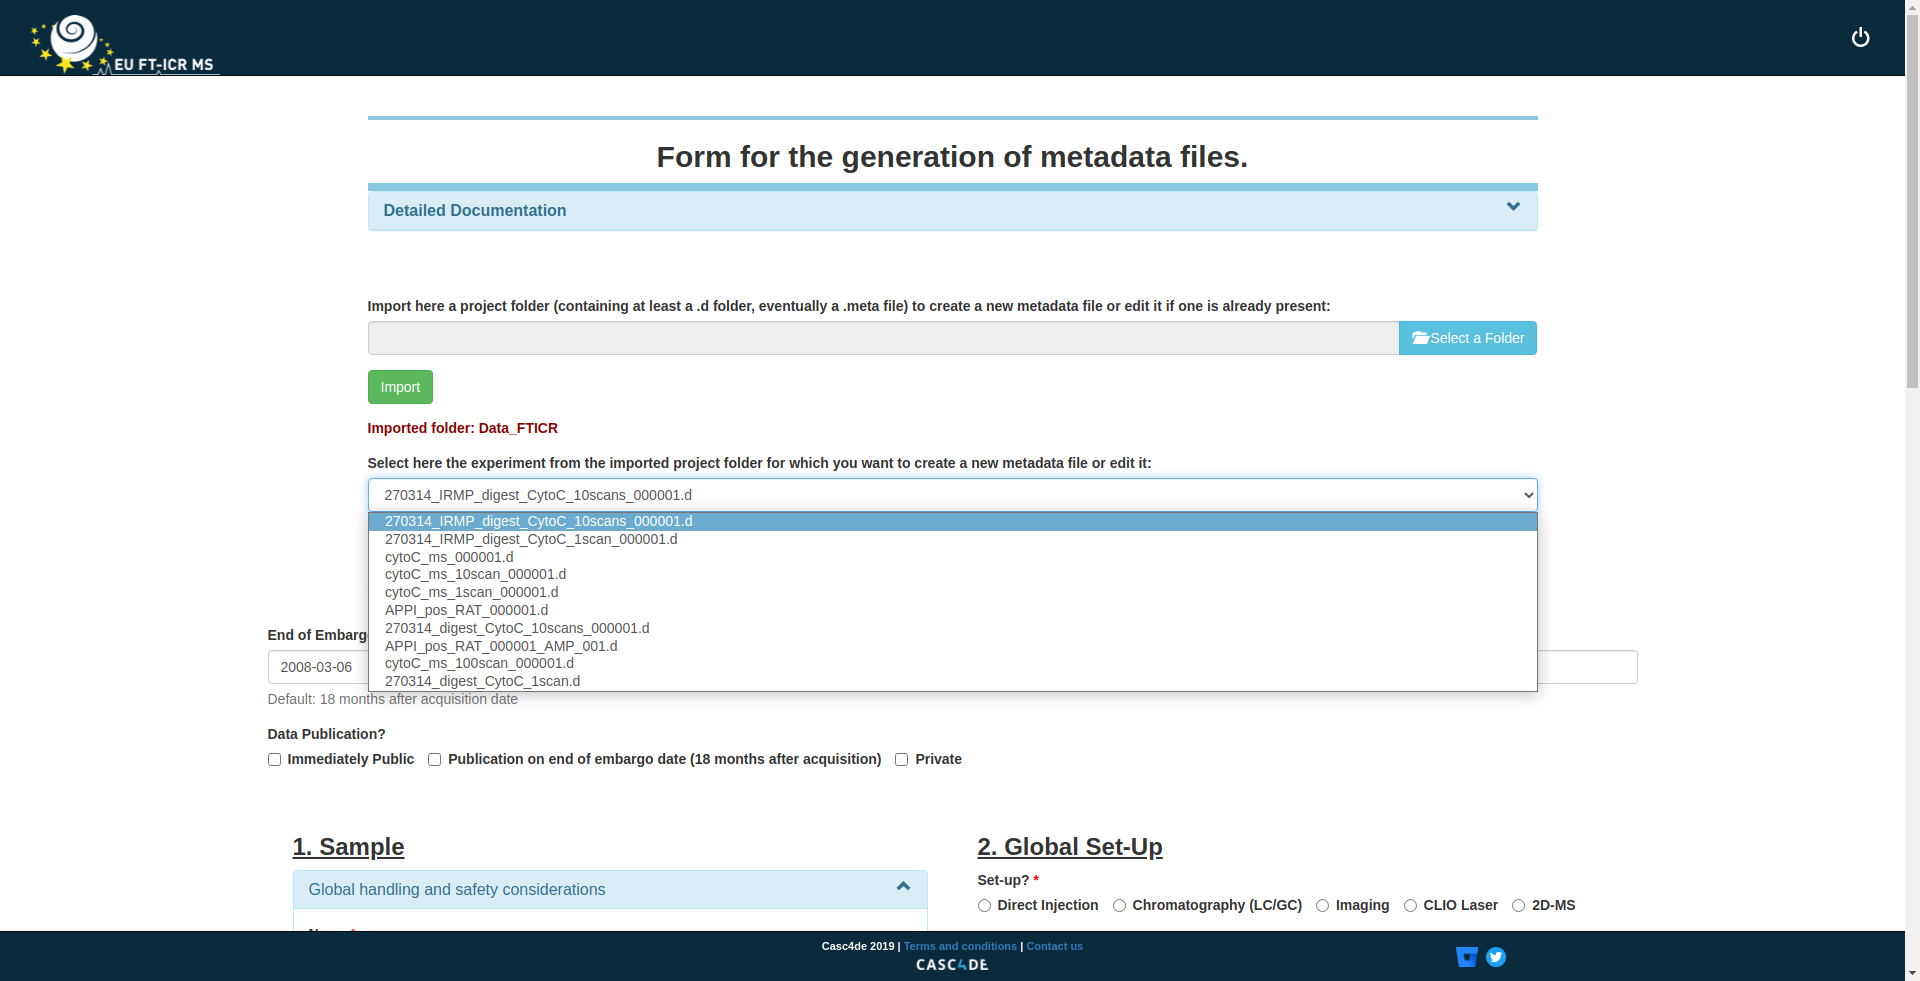 EU FT-ICR MS
Form for the generation of metadata files.
Detailed Documentation
Import here a project folder (containing at least a .d folder, eventually a .meta file) to create a new metadata file or edit it if one is already present:
Select a Folder
Import
Imported folder: Data_FTICR
Select here the experiment from the imported project folder for which you want to create a new metadata file or edit it:
270314_IRMP_digest_CytoC_10scans_000001.d
270314_IRMP_digest_CytoC_10scans_000001.d
270314_IRMP_digest_CytoC_1scan_000001.d
cytoC_ms_000001.d
cytoC_ms_10scan_000001.d
cytoC_ms_1scan_000001.d
APPI_pos_RAT_000001.d
270314_digest_CytoC_10scans_000001.d
APPI_pos_RAT_000001_AMP_001.d
cytoC_ms_100scan_000001.d
270314_digest_CytoC_1scan.d
End of Embarg
2008-03-06
Default: 18 months after acquisition date
Data Publication?
Immediately Public Publication on end of embargo date (18 months after acquisition) Private
1. Sample
Global handling and safety considerations
2. Global Set-Up
Set-up? *
Direct Injection Chromatography (LC/GC) Imaging CLIO Laser 2D-MS
Casc4de 2019 | Terms and conditions | Contact us
CASC4DE